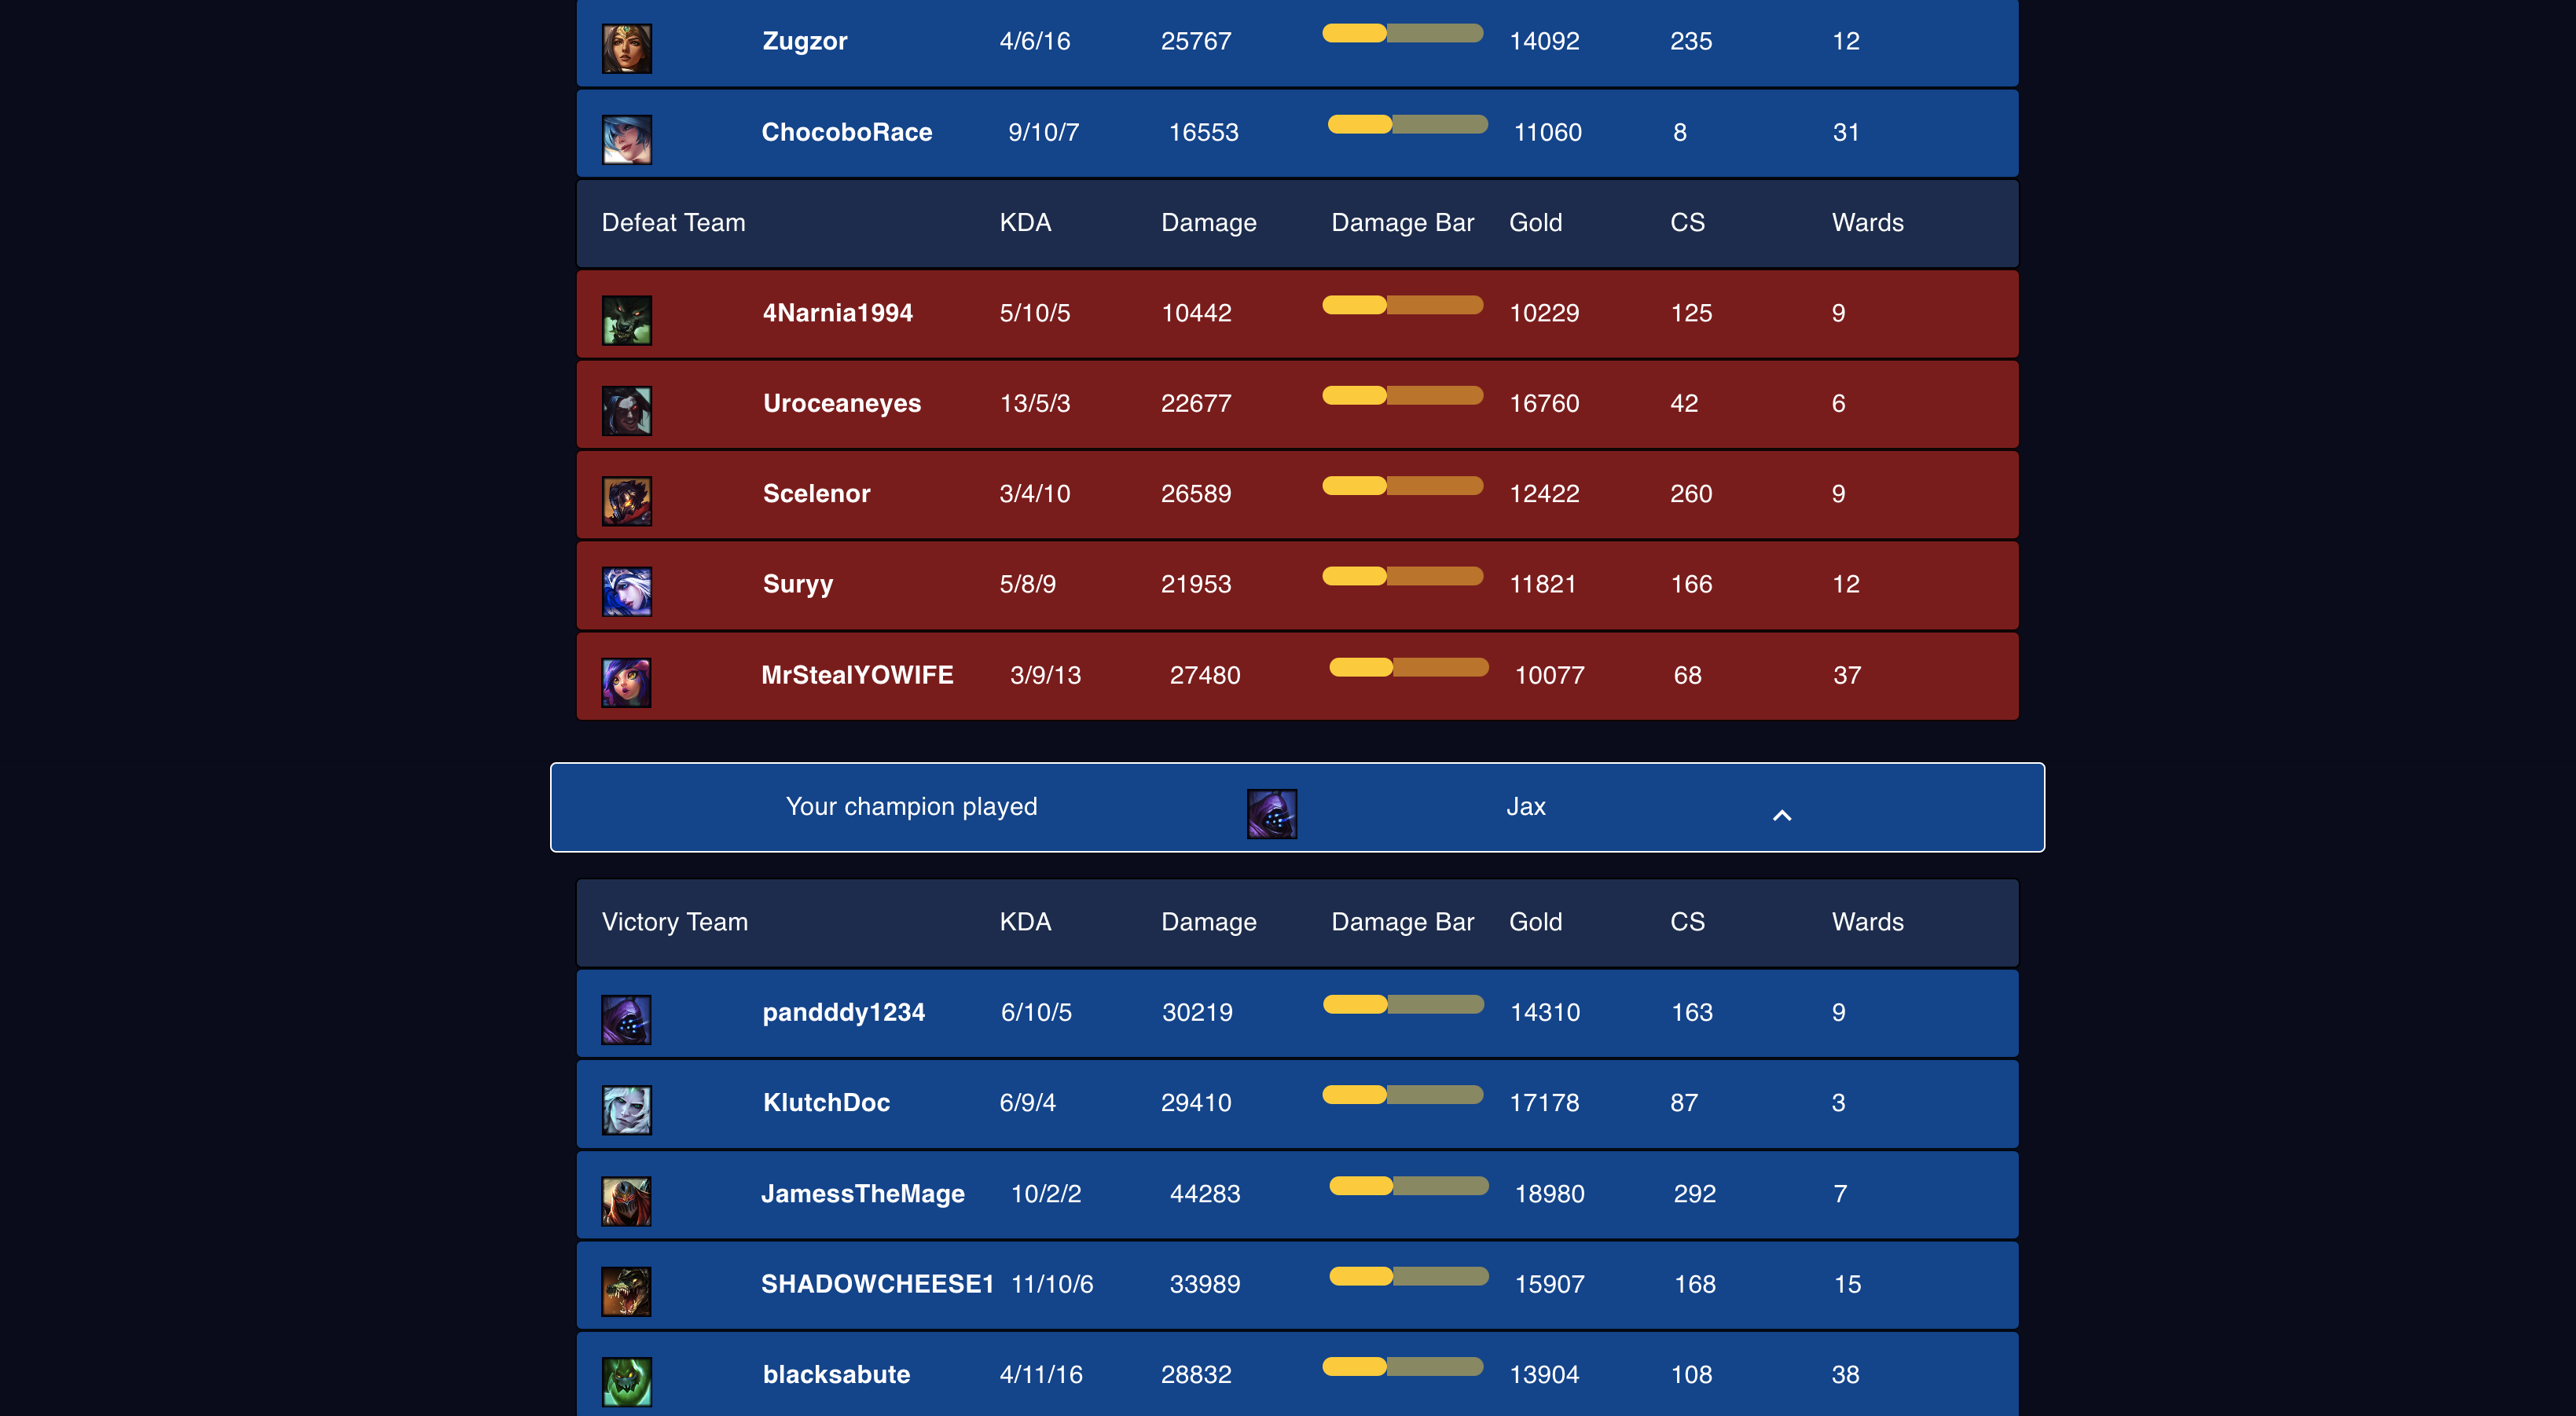 Zugzor 4/6/16 25767 14092 235 12
ChocoboRace 9/10/7 16553 11060 8 31
Defeat Team KDA Damage Damage Bar Gold CS Wards
4Narnia1994 5/10/5 10442 10229 125 9
Uroceaneyes 13/5/3 22677 16760 42 6
Scelenor 3/4/10 26589 12422 260 9
Suryy 5/8/9 21953 11821 166 12
MrStealYOWIFE 3/9/13 27480 10077 68 37
Your champion played Jax
Victory Team KDA Damage Damage Bar Gold CS Wards
pandddy1234 6/10/5 30219 14310 163 9
KlutchDoc 6/9/4 29410 17178 87 3
JamessTheMage 10/2/2 44283 18980 292 7
SHADOWCHEESE1 11/10/6 33989 15907 168 15
blacksabute 4/11/16 28832 13904 108 38